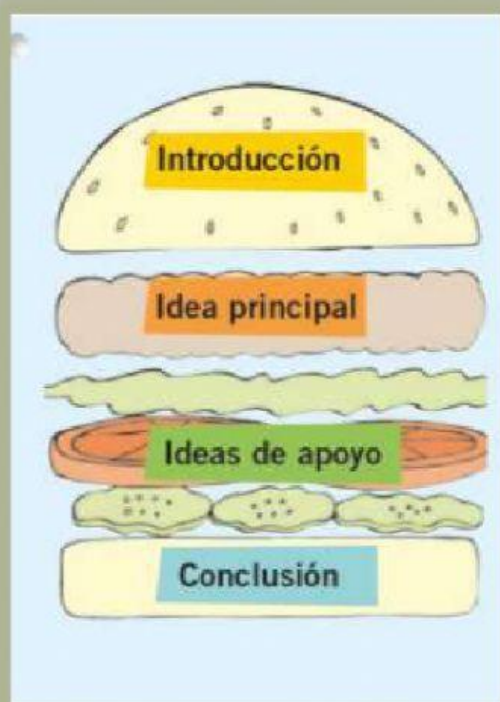 Introducción
Idea principal
Ideas de apoyo
Conclusión